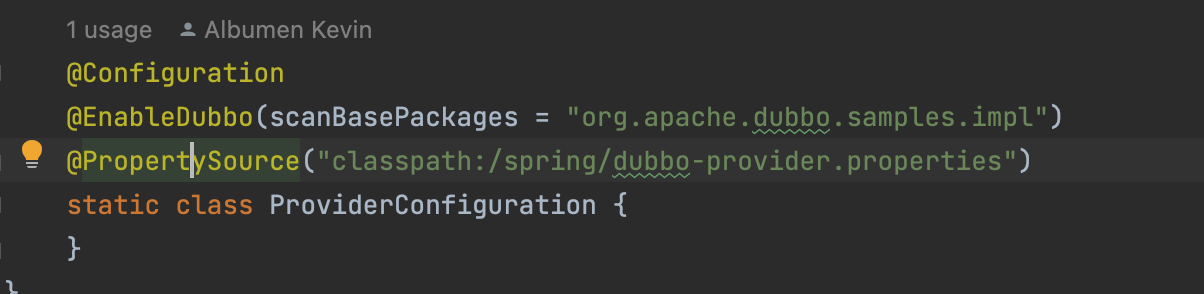 1 usage Albumen Kevin
@Configuration
@EnableDubbo(scanBasePackages = "org.apache.dubbo.samples.impl")
@PropertySource("classpath:/spring/dubbo-provider.properties")
static class ProviderConfiguration {
}
}